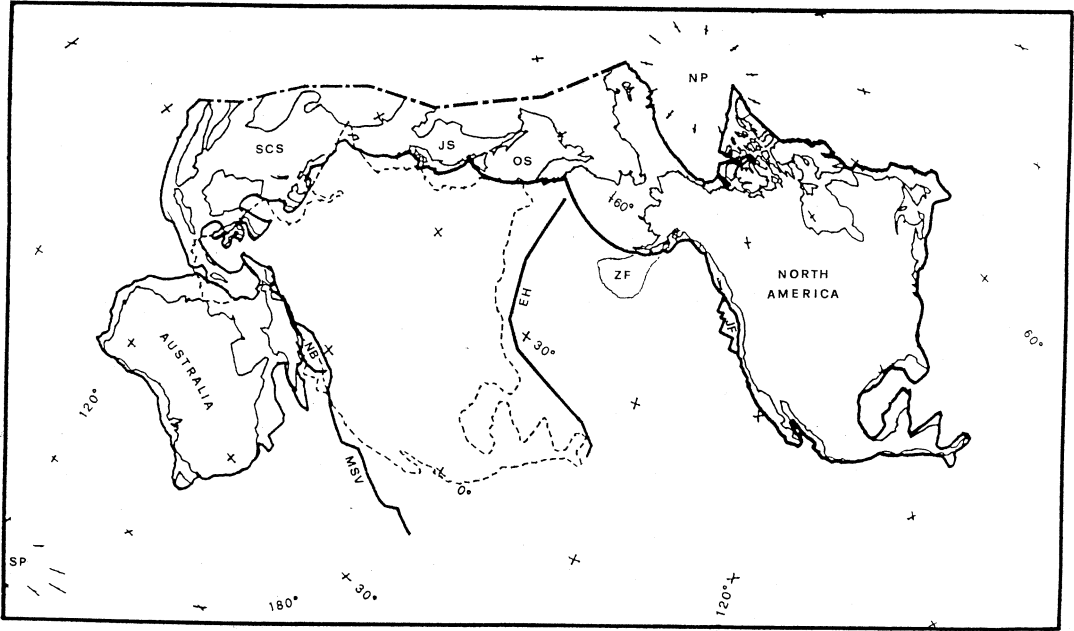 NP
SCS
JS
OS
60°
ZF
NORTH
AMERICA
EH
JF
60°
30°
NB
AUSTRALIA
120°
MSV
0°
SP
30°
180°
120°